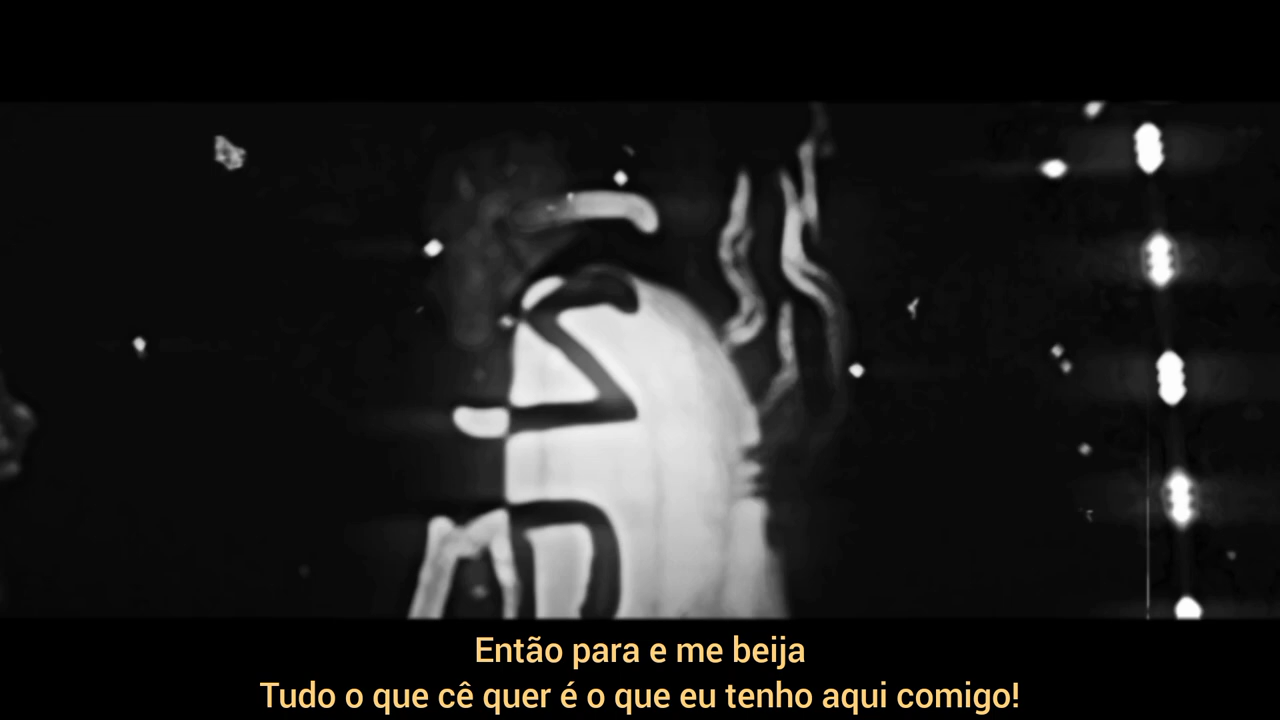 Então para e me beija
Tudo o que cê quer é o que eu tenho aqui comigo!